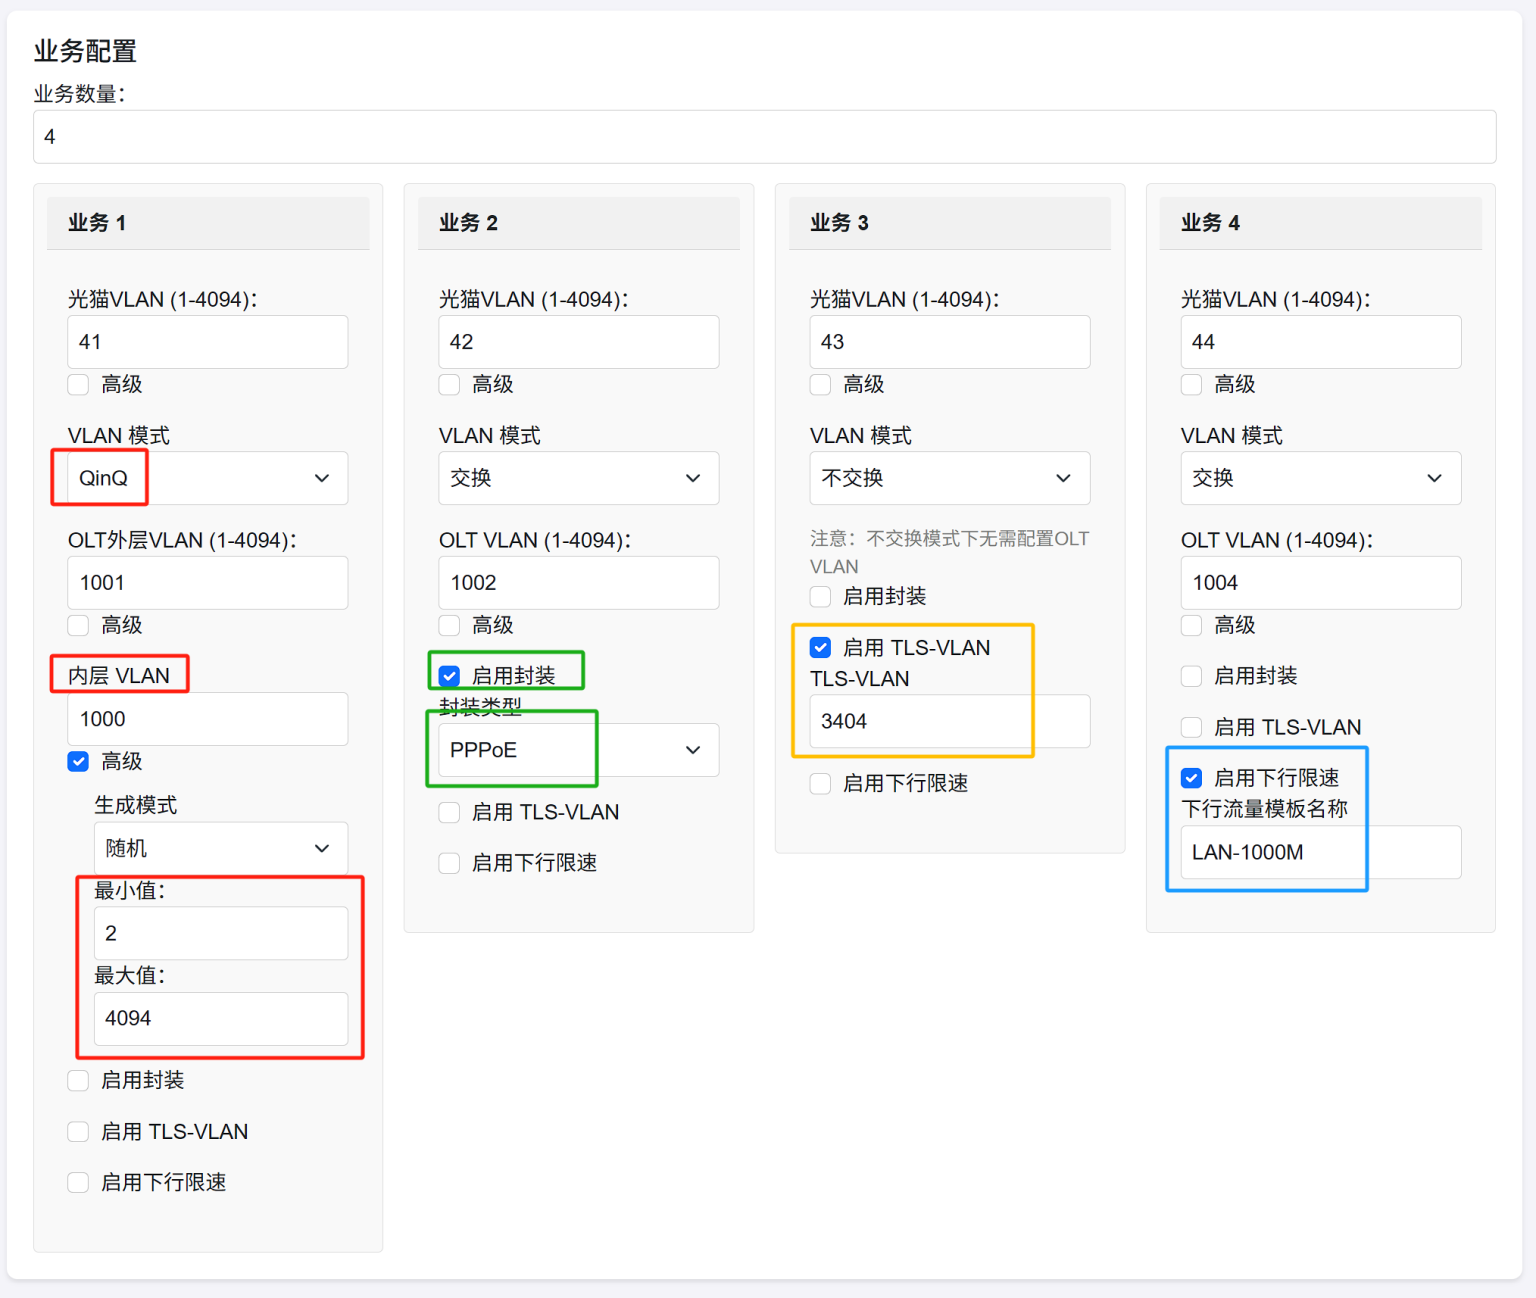 业务配置
业务数量：
4
业务 1
光猫VLAN (1-4094)：
41
高级
VLAN 模式
QinQ
OLT外层VLAN (1-4094)：
1001
高级
内层 VLAN
1000
高级
生成模式
随机
最小值：
2
最大值：
4094
启用封装
启用 TLS-VLAN
启用下行限速
业务 2
光猫VLAN (1-4094)：
42
高级
VLAN 模式
交换
OLT VLAN (1-4094)：
1002
高级
启用封装
封装类型
PPPoE
启用 TLS-VLAN
启用下行限速
业务 3
光猫VLAN (1-4094)：
43
高级
VLAN 模式
不交换
注意：不交换模式下无需配置OLT
VLAN
启用封装
启用 TLS-VLAN
TLS-VLAN
3404
启用下行限速
业务 4
光猫VLAN (1-4094)：
44
高级
VLAN 模式
交换
OLT VLAN (1-4094)：
1004
高级
启用封装
启用 TLS-VLAN
启用下行限速
下行流量模板名称
LAN-1000M